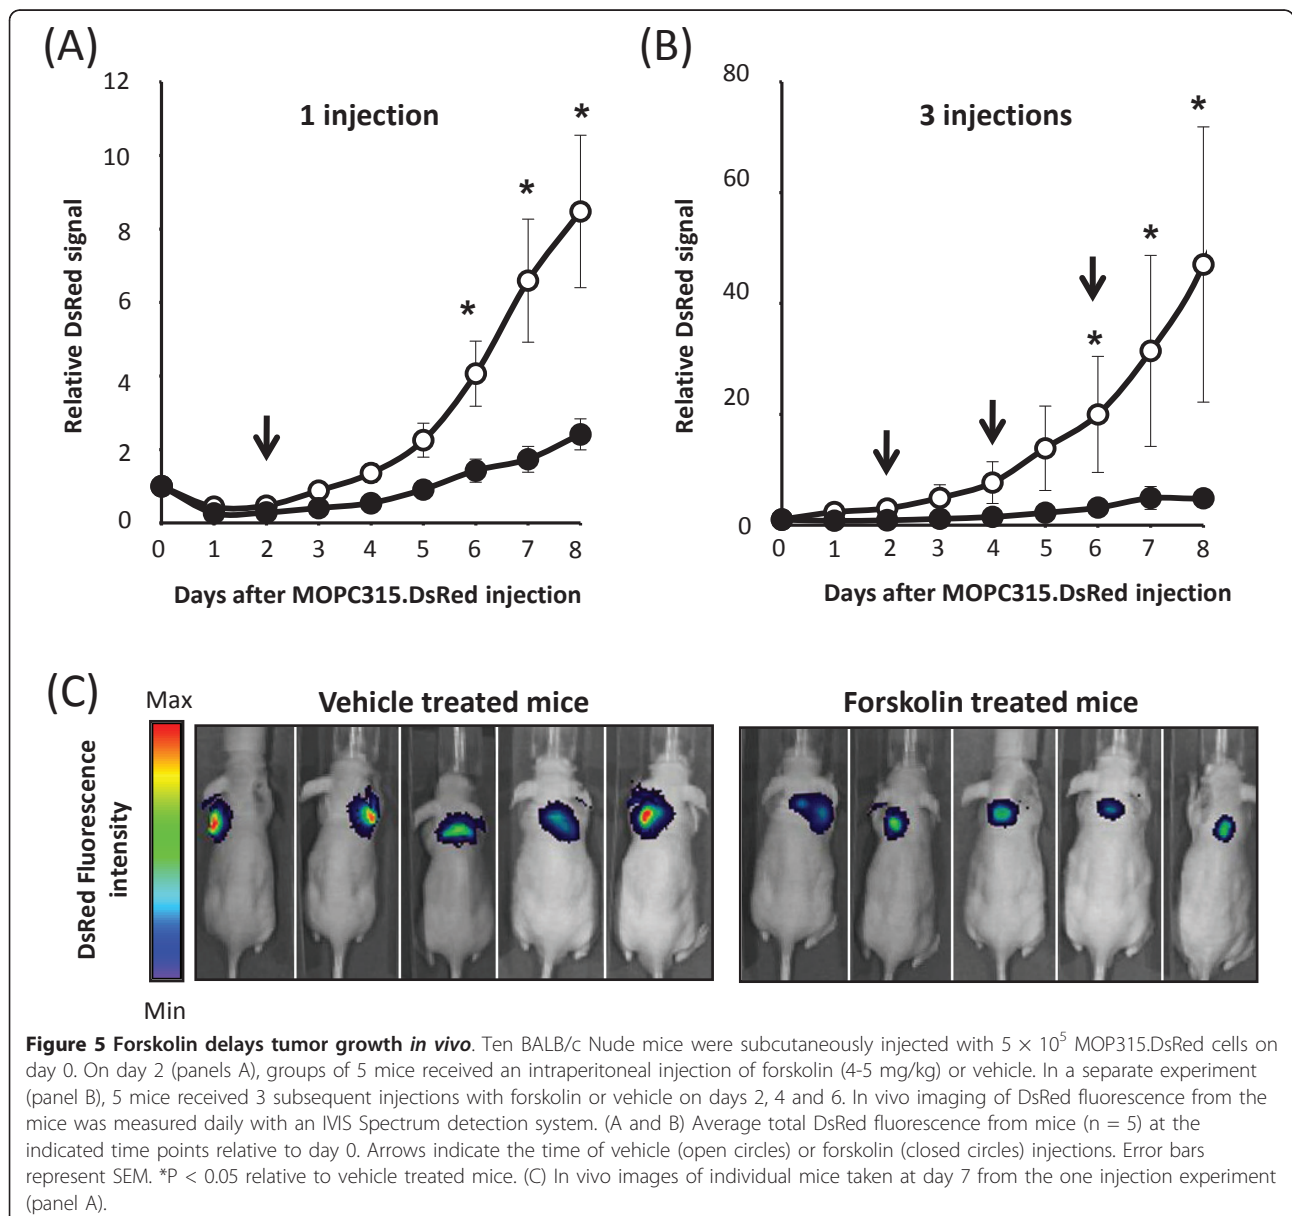 (A)
1 injection
Relative DsRed signal
12
10
8
6
4
2
0
* * *
0 1 2 3 4 5 6 7 8
Days after MOPC315.DsRed injection
(B)
3 injections
Relative DsRed signal
80
60
40
20
0
* * *
0 1 2 3 4 5 6 7 8
Days after MOPC315.DsRed injection
(C)
Max
DsRed Fluorescence
intensity
Min
Vehicle treated mice
Forskolin treated mice
Figure 5 Forskolin delays tumor growth in vivo. Ten BALB/c Nude mice were subcutaneously injected with 5 × 10⁵ MOP315.DsRed cells on
day 0. On day 2 (panels A), groups of 5 mice received an intraperitoneal injection of forskolin (4-5 mg/kg) or vehicle. In a separate experiment
(panel B), 5 mice received 3 subsequent injections with forskolin or vehicle on days 2, 4 and 6. In vivo imaging of DsRed fluorescence from the
mice was measured daily with an IVIS Spectrum detection system. (A and B) Average total DsRed fluorescence from mice (n = 5) at the
indicated time points relative to day 0. Arrows indicate the time of vehicle (open circles) or forskolin (closed circles) injections. Error bars
represent SEM. *P < 0.05 relative to vehicle treated mice. (C) In vivo images of individual mice taken at day 7 from the one injection experiment
(panel A).